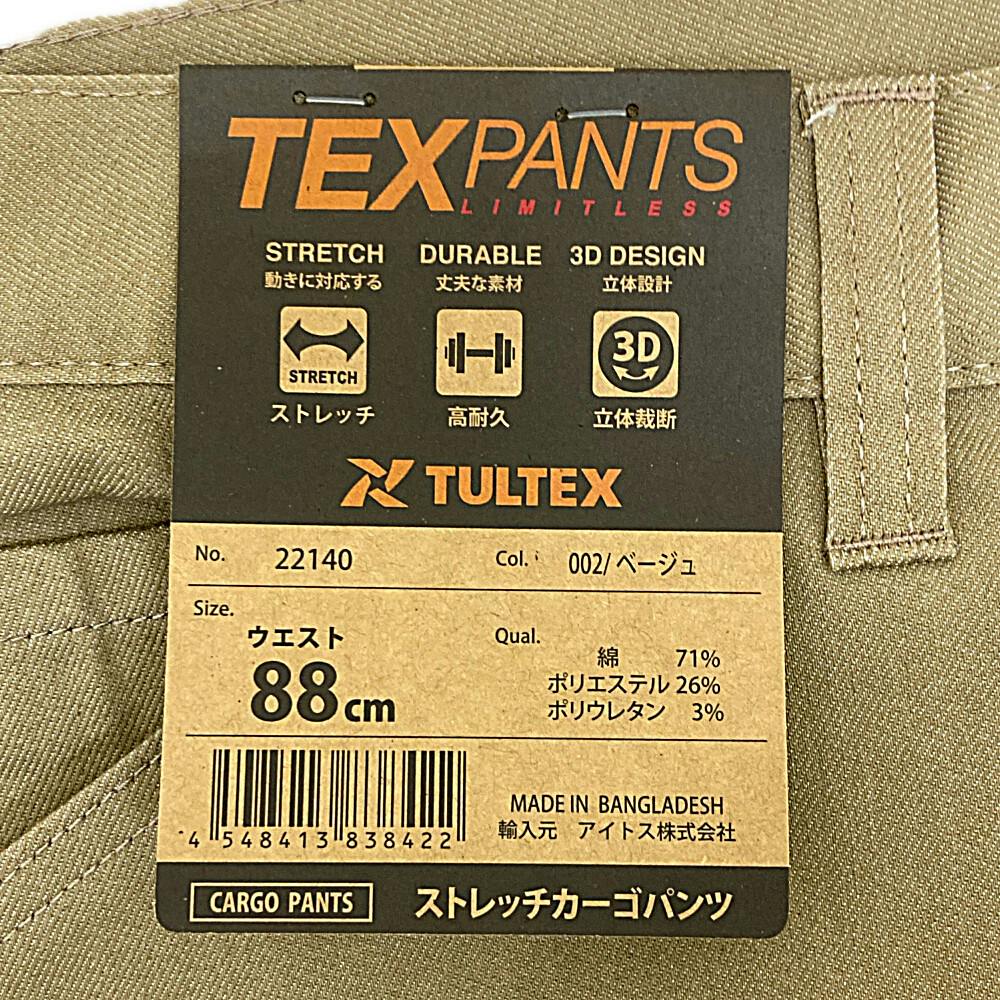 TEXPANTS
LIMITLESS
STRETCH DURABLE 3D DESIGN
動きに対応する 丈夫な素材 立体設計
STRETCH 3D
ストレッチ 高耐久 立体裁断
TULTEX
No. 22140 Col. 002/ベージュ
Size.
ウエスト
88cm
Qual.
綿 71%
ポリエステル 26%
ポリウレタン 3%
4 548413 838422
MADE IN BANGLADESH
輸入元 アイトス株式会社
CARGO PANTS ストレッチカーゴパンツ